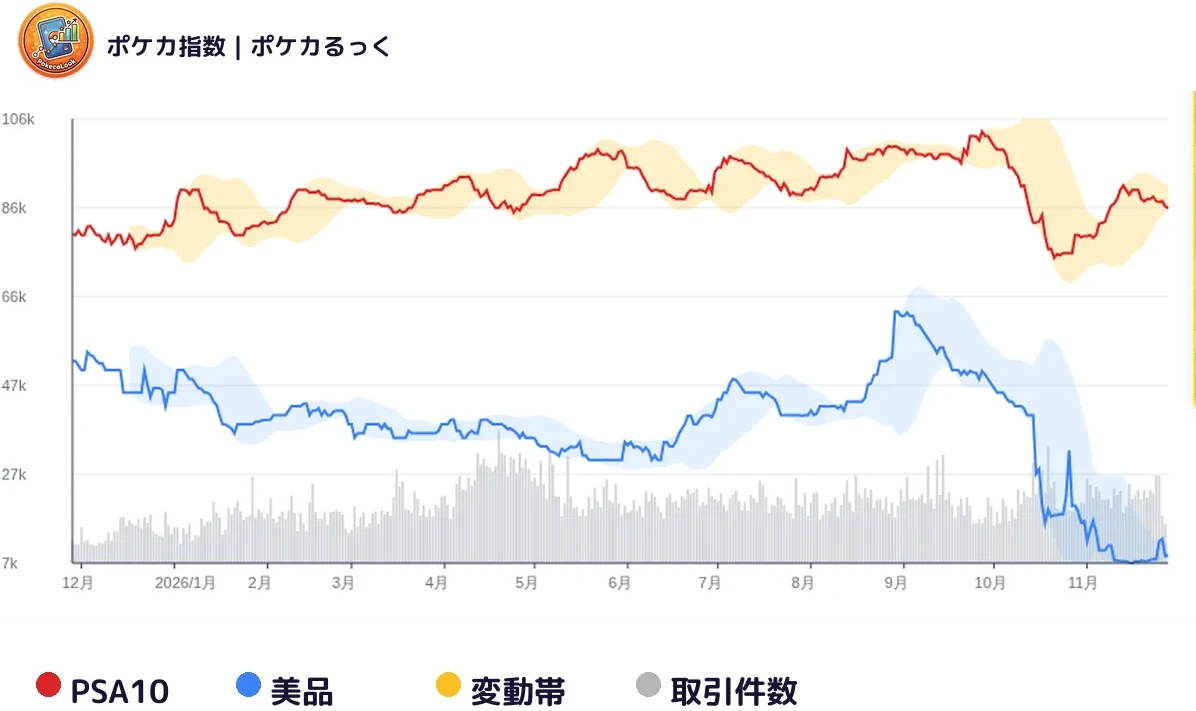 PokecaLook
ポケカ指数 | ポケカるっく
106k
86k
66k
47k
27k
7k
12月 2026/1月 2月 3月 4月 5月 6月 7月 8月 9月 10月 11月
PSA10 美品 変動帯 取引件数